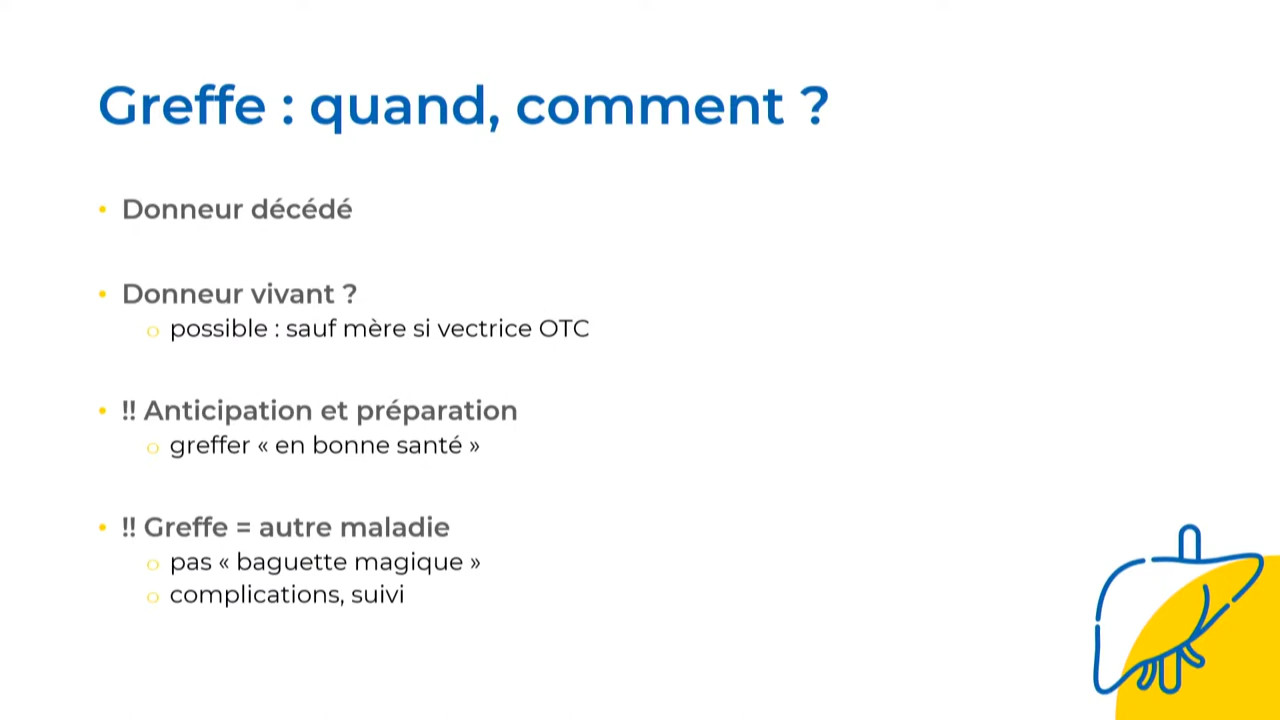 Greffe : quand, comment ?
• Donneur décédé
• Donneur vivant ?
o possible : sauf mère si vectrice OTC
• !! Anticipation et préparation
o greffer « en bonne santé »
• !! Greffe = autre maladie
o pas « baguette magique »
o complications, suivi